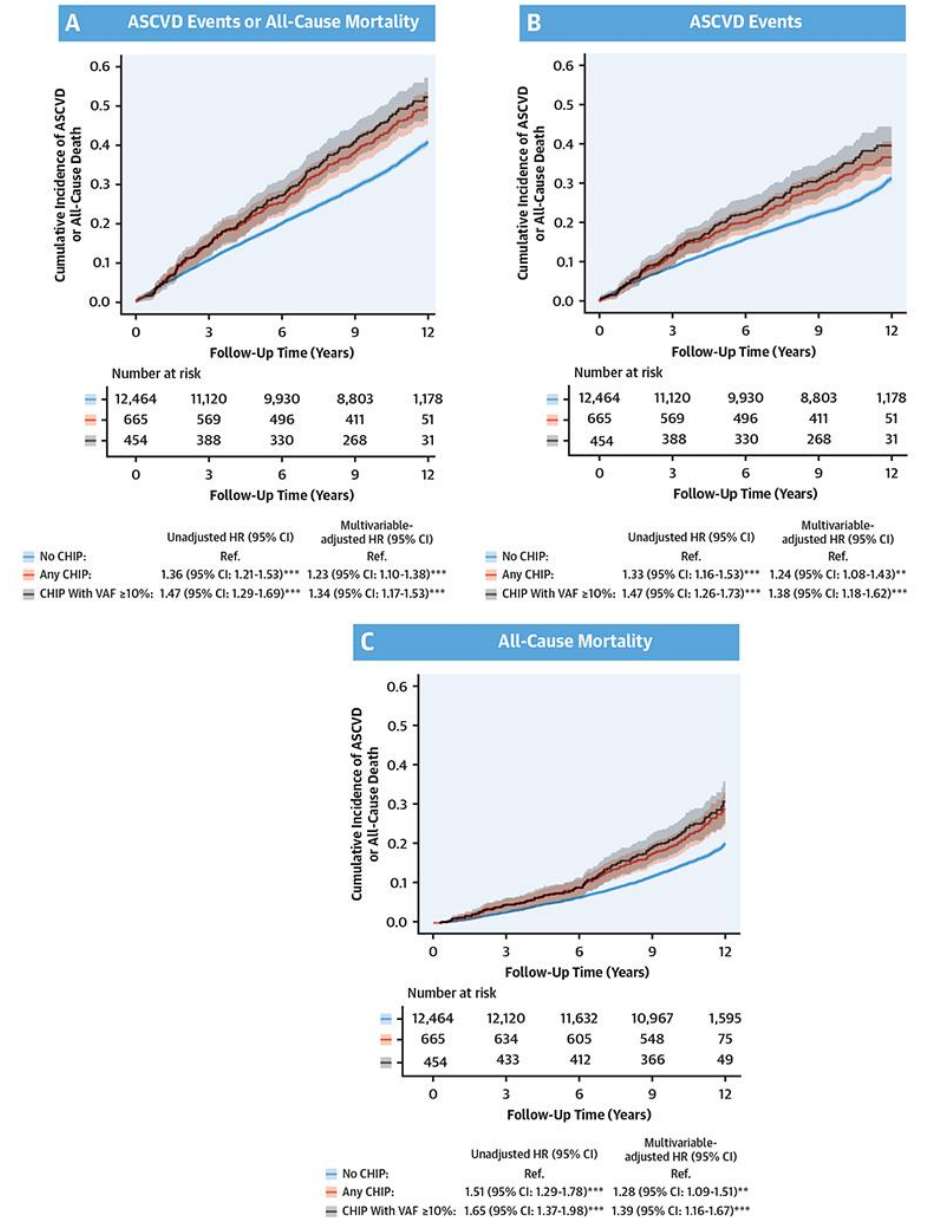 A ASCVD Events or All-Cause Mortality
Cumulative Incidence of ASCVD
or All-Cause Death
0.6
0.5
0.4
0.3
0.2
0.1
0.0
0 3 6 9 12
Follow-Up Time (Years)
Number at risk
12,464 11,120 9,930 8,803 1,178
665 569 496 411 51
454 388 330 268 31
0 3 6 9 12
Follow-Up Time (Years)
Unadjusted HR (95% CI) Multivariable-
adjusted HR (95% CI)
No CHIP: Ref. Ref.
Any CHIP: 1.36 (95% CI: 1.21-1.53)*** 1.23 (95% CI: 1.10-1.38)***
CHIP With VAF ≥10%: 1.47 (95% CI: 1.29-1.69)*** 1.34 (95% CI: 1.17-1.53)***
B ASCVD Events
Cumulative Incidence of ASCVD
or All-Cause Death
0.6
0.5
0.4
0.3
0.2
0.1
0.0
0 3 6 9 12
Follow-Up Time (Years)
Number at risk
12,464 11,120 9,930 8,803 1,178
665 569 496 411 51
454 388 330 268 31
0 3 6 9 12
Follow-Up Time (Years)
Unadjusted HR (95% CI) Multivariable-
adjusted HR (95% CI)
No CHIP: Ref. Ref.
Any CHIP: 1.33 (95% CI: 1.16-1.53)*** 1.24 (95% CI: 1.08-1.43)**
CHIP With VAF ≥10%: 1.47 (95% CI: 1.26-1.73)*** 1.38 (95% CI: 1.18-1.62)***
C All-Cause Mortality
Cumulative Incidence of ASCVD
or All-Cause Death
0.6
0.5
0.4
0.3
0.2
0.1
0.0
0 3 6 9 12
Follow-Up Time (Years)
Number at risk
12,464 12,120 11,632 10,967 1,595
665 634 605 548 75
454 433 412 366 49
0 3 6 9 12
Follow-Up Time (Years)
Unadjusted HR (95% CI) Multivariable-
adjusted HR (95% CI)
No CHIP: Ref. Ref.
Any CHIP: 1.51 (95% CI: 1.29-1.78)*** 1.28 (95% CI: 1.09-1.51)**
CHIP With VAF ≥10%: 1.65 (95% CI: 1.37-1.98)*** 1.39 (95% CI: 1.16-1.67)***